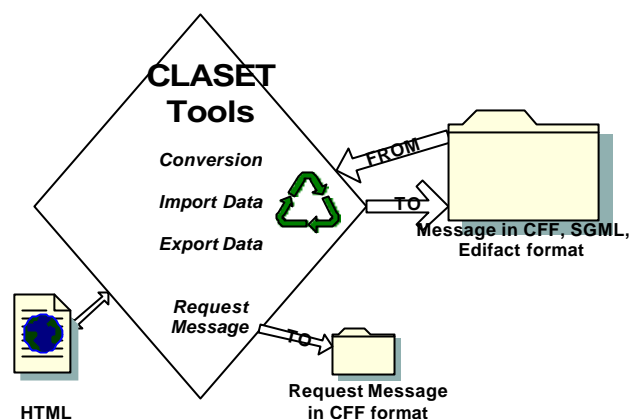 CLASET
Tools
Conversion
FROM
Import Data
TO
Message in CFF, SGML,
Edifact format
Export Data
Request
Message
TO
Request Message
in CFF format
HTML